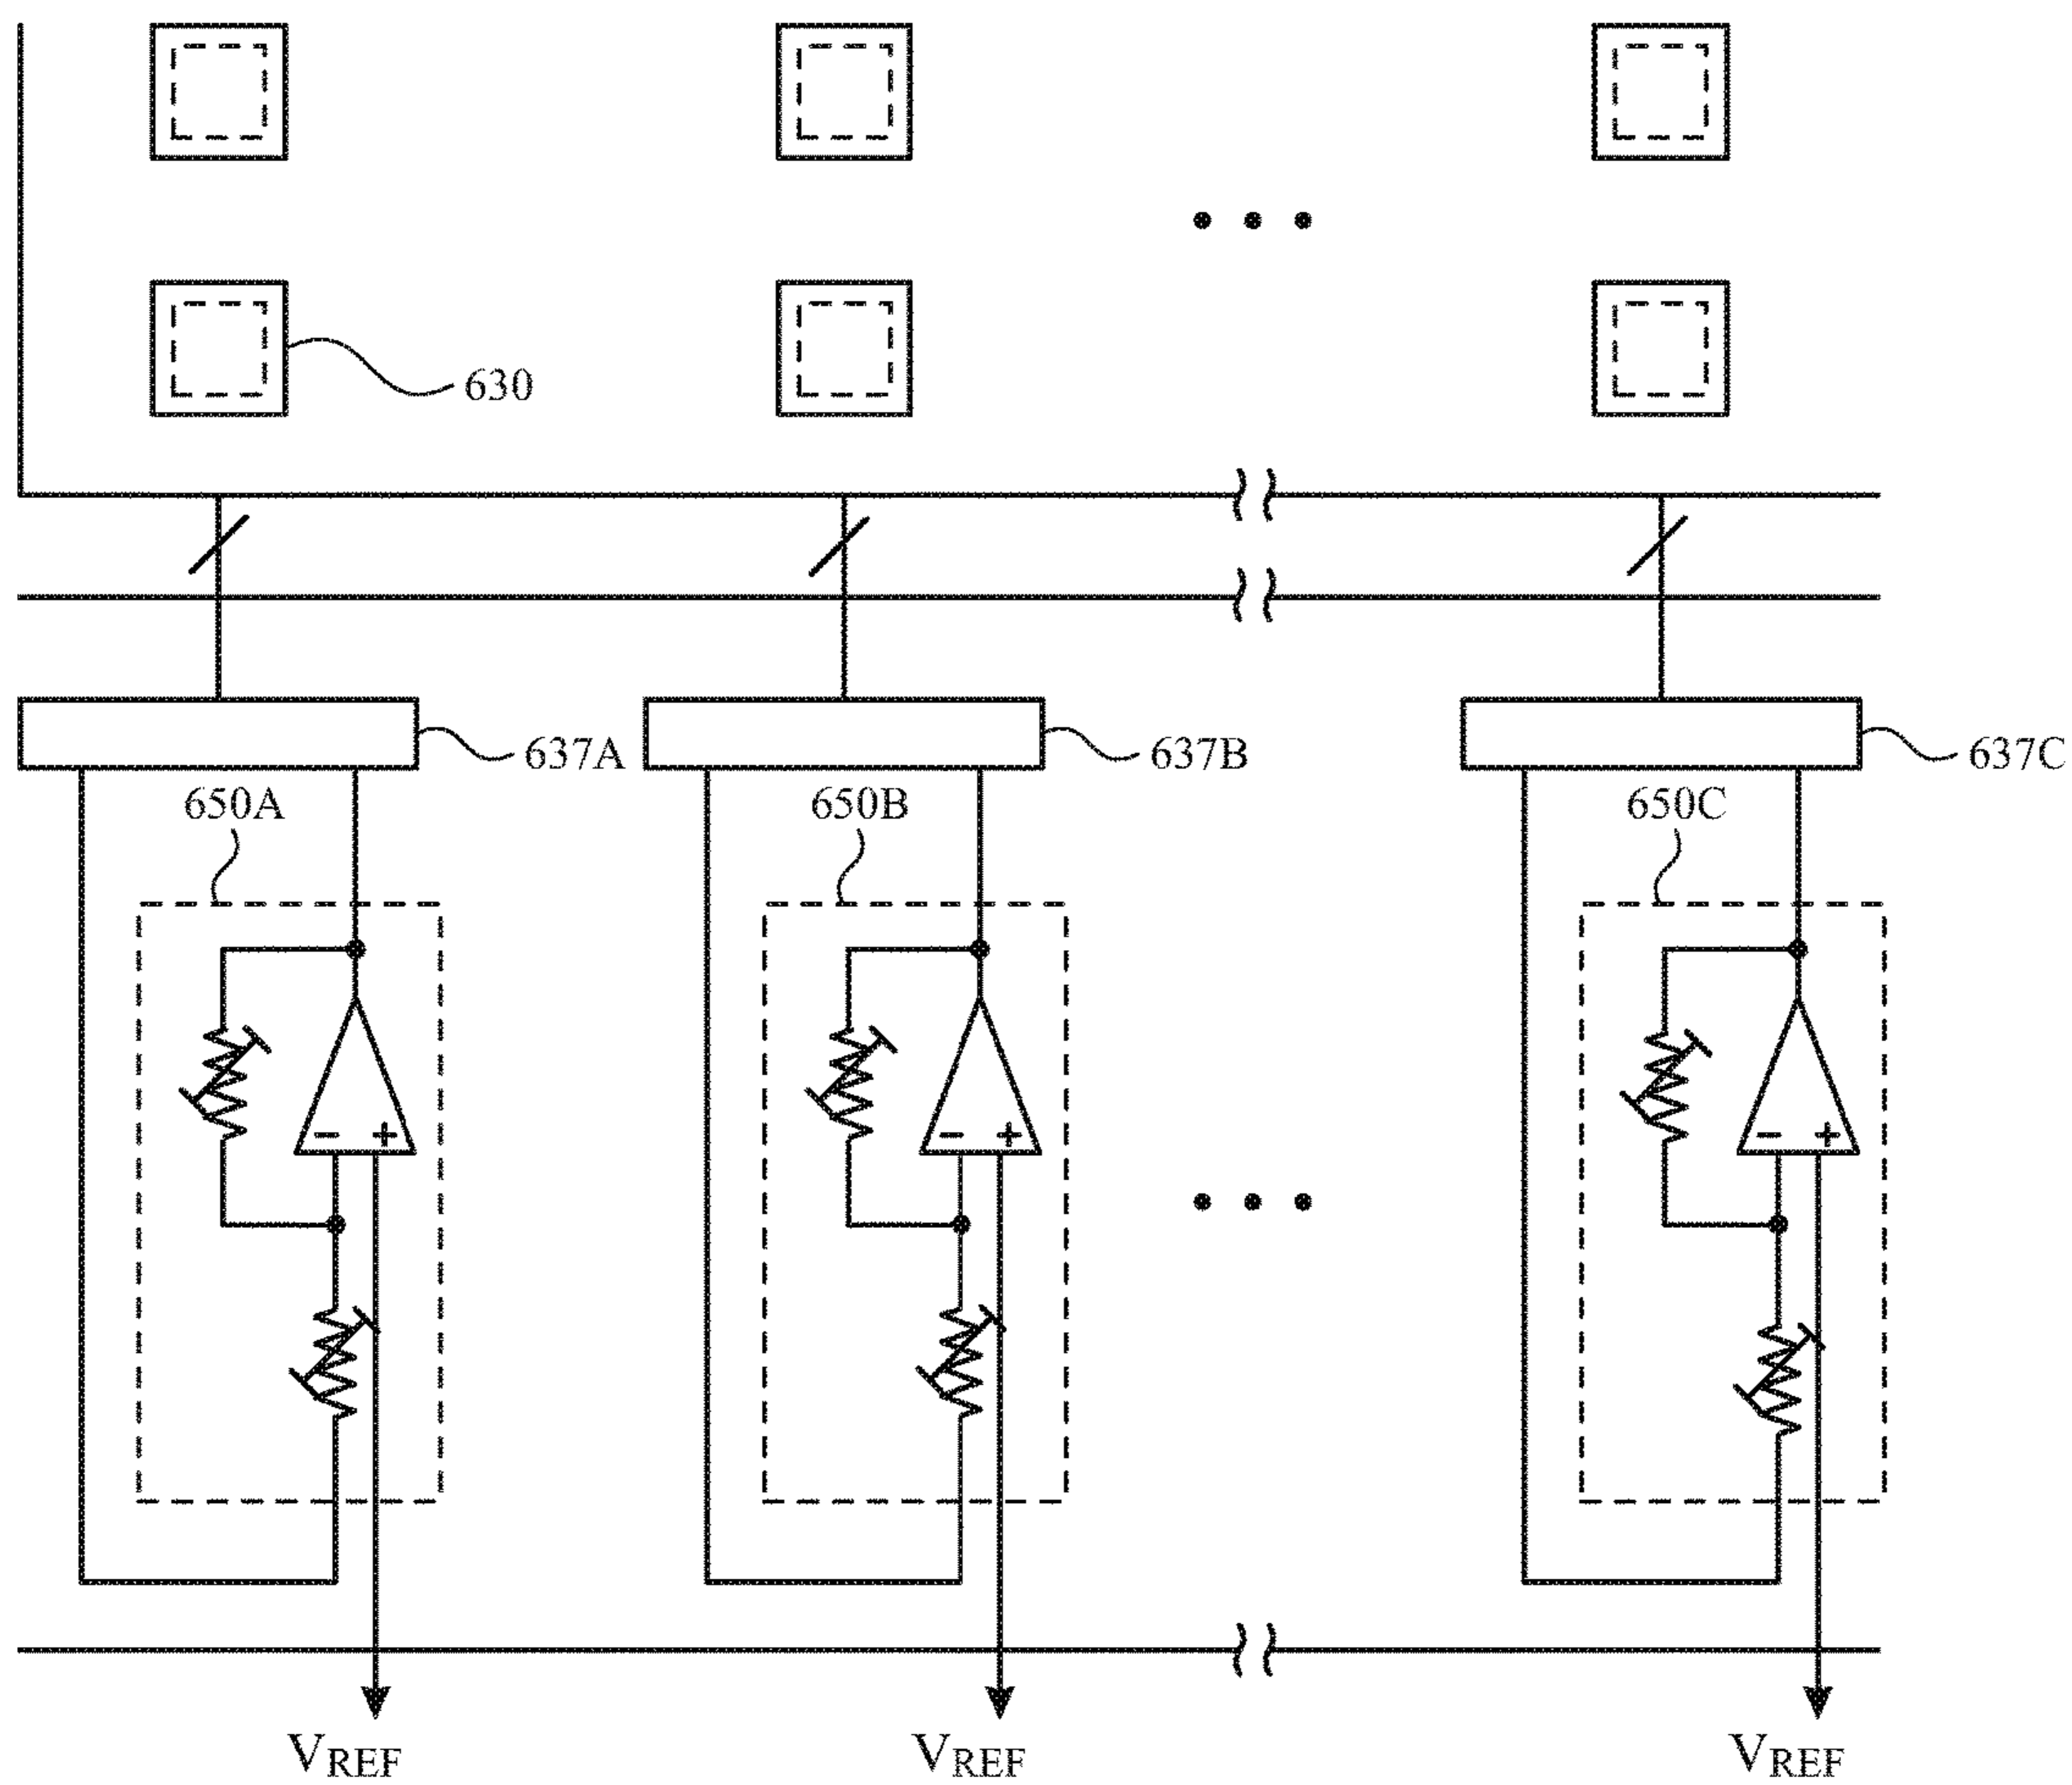 630
637A
637B
637C
650A
650B
650C
− +
− +
− +
VREF
VREF
VREF